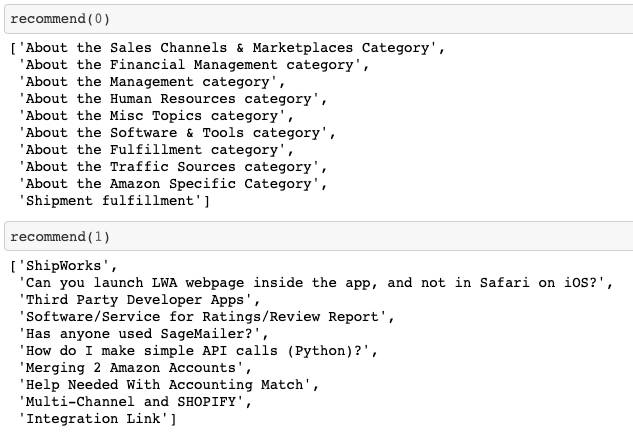 recommend(0)
['About the Sales Channels & Marketplaces Category',
'About the Financial Management category',
'About the Management category',
'About the Human Resources category',
'About the Misc Topics category',
'About the Software & Tools category',
'About the Fulfillment category',
'About the Traffic Sources category',
'About the Amazon Specific Category',
'Shipment fulfillment']
recommend(1)
['ShipWorks',
'Can you launch LWA webpage inside the app, and not in Safari on iOS?',
'Third Party Developer Apps',
'Software/Service for Ratings/Review Report',
'Has anyone used SageMailer?',
'How do I make simple API calls (Python)?',
'Merging 2 Amazon Accounts',
'Help Needed With Accounting Match',
'Multi-Channel and SHOPIFY',
'Integration Link']